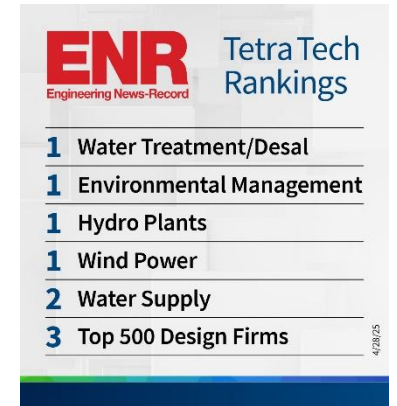 ENR
Engineering News-Record
Tetra Tech
Rankings
1 Water Treatment/Desal
1 Environmental Management
1 Hydro Plants
1 Wind Power
2 Water Supply
3 Top 500 Design Firms
4/28/25